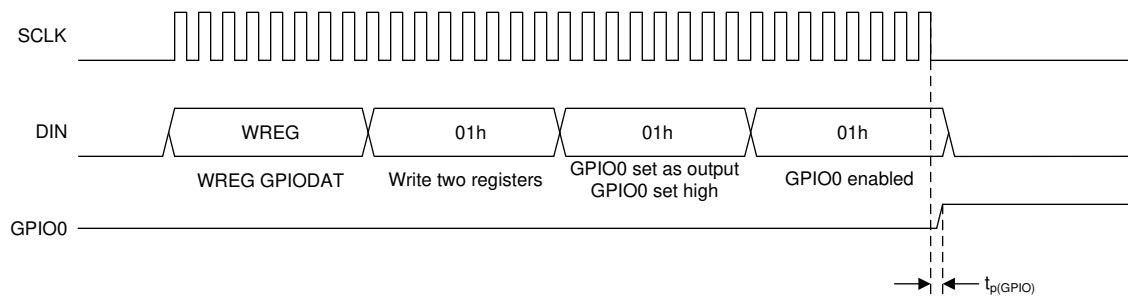 SCLK
DIN
WREG
01h
01h
01h
WREG GPIODAT
Write two registers
GPIO0 set as output
GPIO0 set high
GPIO0 enabled
GPIO0
tp(GPIO)